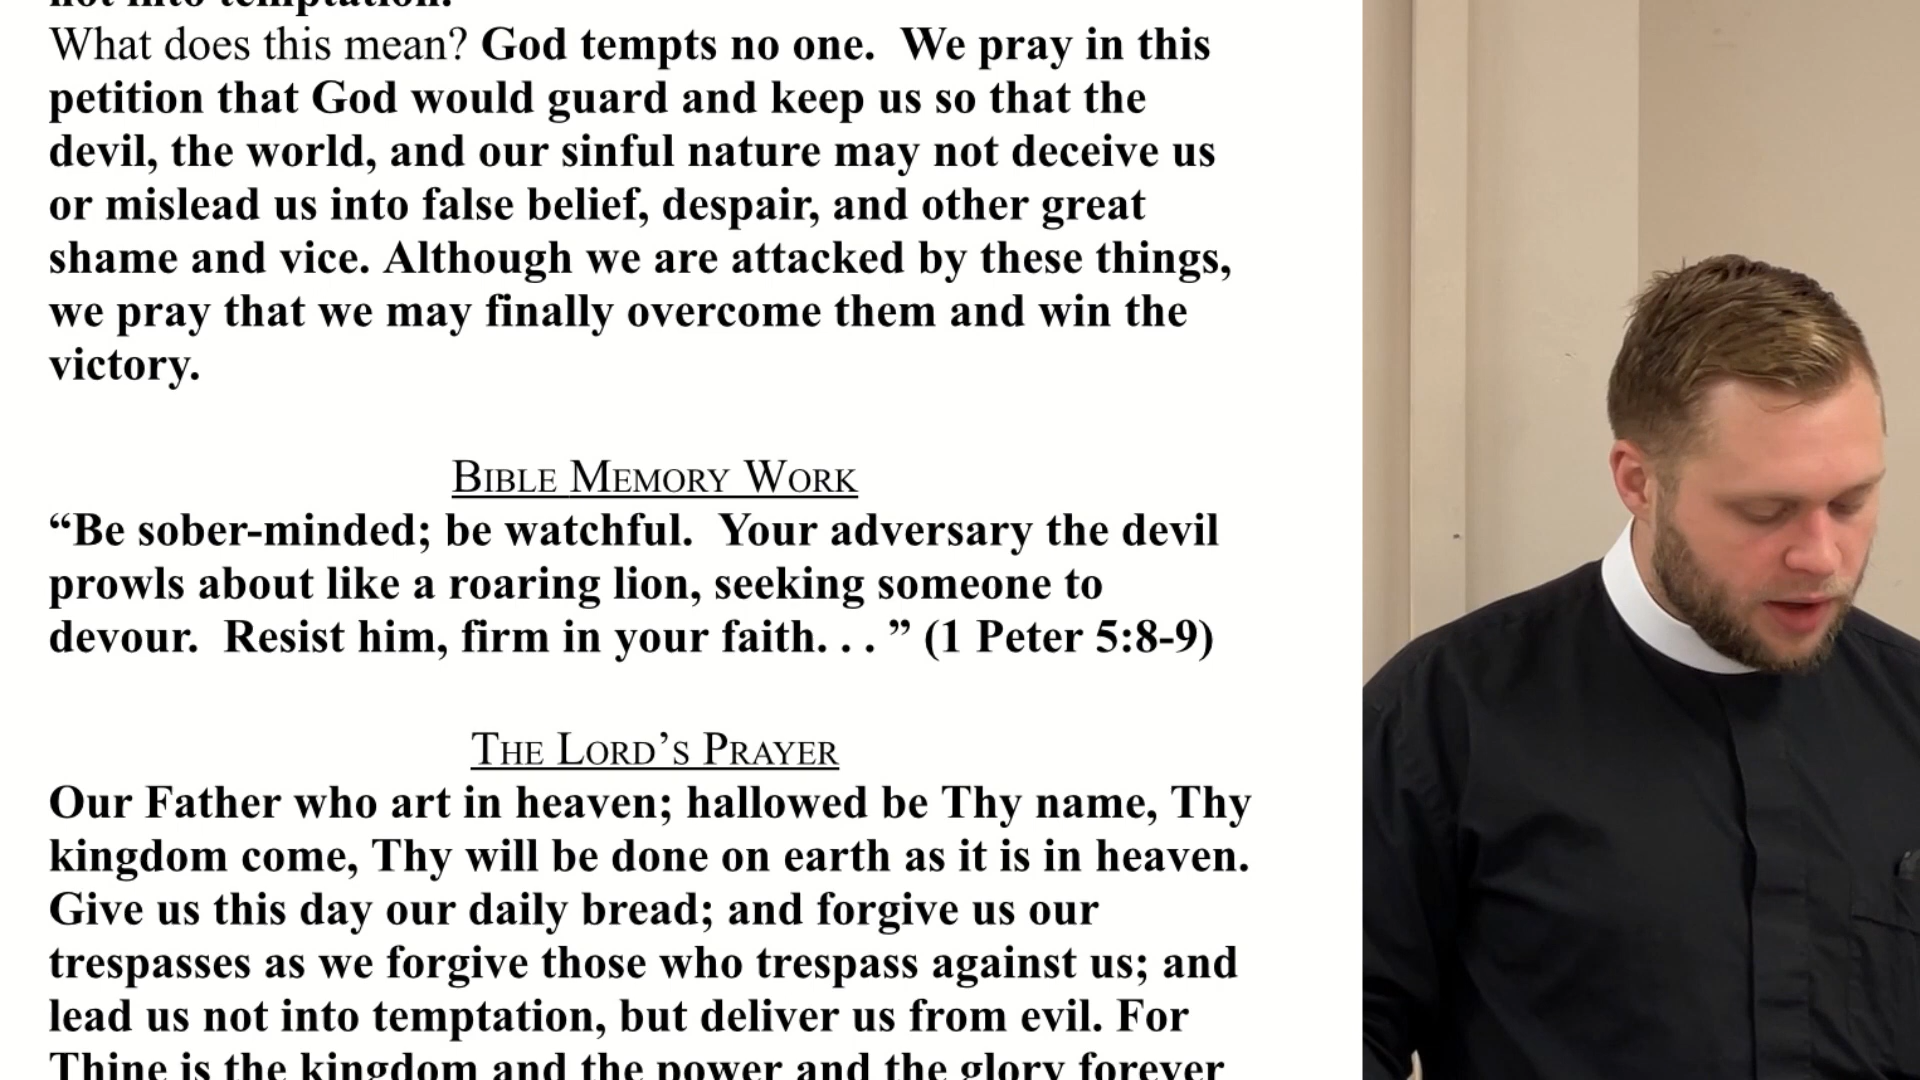 not into temptation.
What does this mean? God tempts no one. We pray in this
petition that God would guard and keep us so that the
devil, the world, and our sinful nature may not deceive us
or mislead us into false belief, despair, and other great
shame and vice. Although we are attacked by these things,
we pray that we may finally overcome them and win the
victory.
BIBLE MEMORY WORK
“Be sober-minded; be watchful. Your adversary the devil
prowls about like a roaring lion, seeking someone to
devour. Resist him, firm in your faith. . . ” (1 Peter 5:8-9)
THE LORD’S PRAYER
Our Father who art in heaven; hallowed be Thy name, Thy
kingdom come, Thy will be done on earth as it is in heaven.
Give us this day our daily bread; and forgive us our
trespasses as we forgive those who trespass against us; and
lead us not into temptation, but deliver us from evil. For
Thine is the kingdom and the power and the glory forever